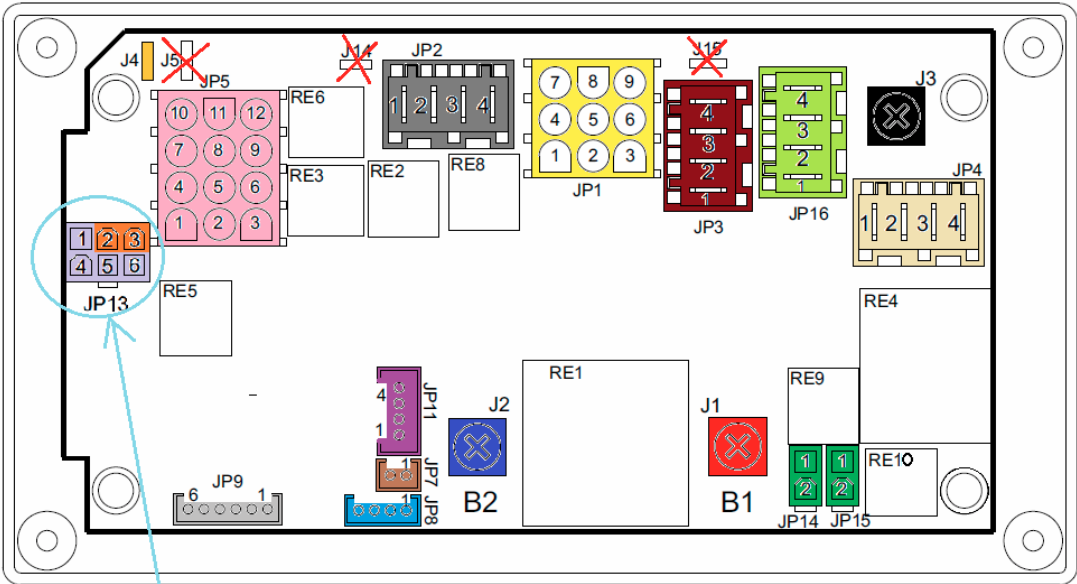 J4 J5 J14 JP2 J15
J3
JP5
10 11 12
7 8 9
4 5 6
1 2 3
RE6
RE3
RE2
RE8
1 2 3 4
7 8 9
4 5 6
1 2 3
JP1
4
3
2
1
JP3
4
3
2
1
JP16
JP4
1 2 3 4
1 2 3
4 5 6
JP13
RE5
RE4
RE1
RE9
4
1
JP11
J2
J1
1
JP7
1
JP8
B2
B1
JP9
6 1
1 1
2 2
JP14 JP15
RE10